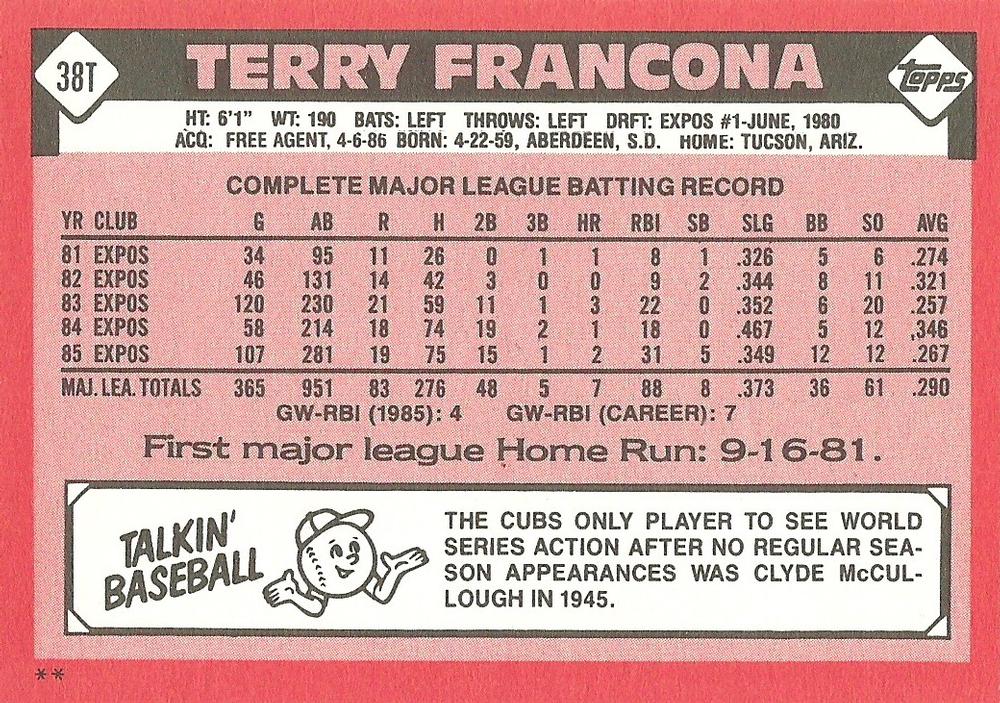 38T
TERRY FRANCONA
Topps
HT: 6'1" WT: 190 BATS: LEFT THROWS: LEFT DRFT: EXPOS #1-JUNE, 1980
ACQ: FREE AGENT, 4-6-86 BORN: 4-22-59, ABERDEEN, S.D. HOME: TUCSON, ARIZ.
COMPLETE MAJOR LEAGUE BATTING RECORD
YR CLUB G AB R H 2B 3B HR RBI SB SLG BB SO AVG
81 EXPOS 34 95 11 26 0 1 1 8 1 .326 5 6 .274
82 EXPOS 46 131 14 42 3 0 0 9 2 .344 8 11 .321
83 EXPOS 120 230 21 59 11 1 3 22 0 .352 6 20 .257
84 EXPOS 58 214 18 74 19 2 1 18 0 .467 5 12 ,346
85 EXPOS 107 281 19 75 15 1 2 31 5 .349 12 12 .267
MAJ. LEA. TOTALS 365 951 83 276 48 5 7 88 8 .373 36 61 .290
GW-RBI (1985): 4 GW-RBI (CAREER): 7
First major league Home Run: 9-16-81.
TALKIN'
BASEBALL
THE CUBS ONLY PLAYER TO SEE WORLD
SERIES ACTION AFTER NO REGULAR SEA-
SON APPEARANCES WAS CLYDE McCUL-
LOUGH IN 1945.
**